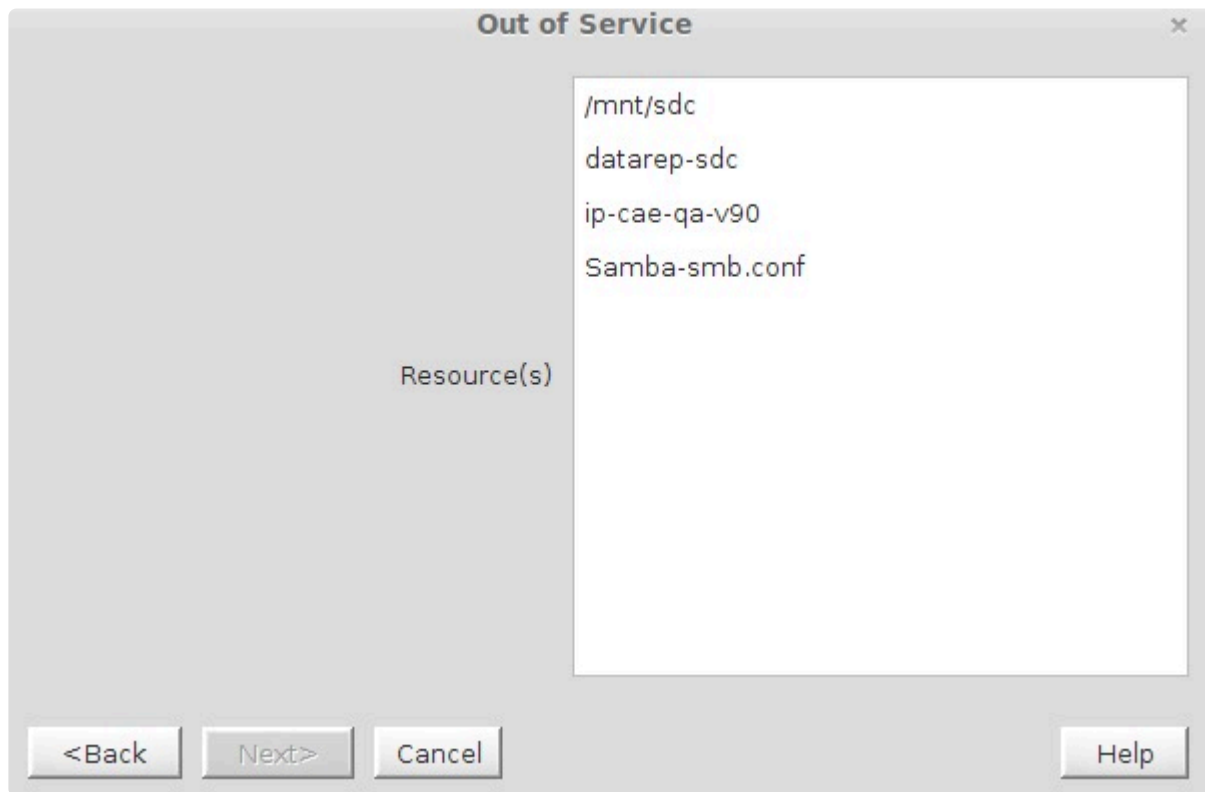 Out of Service
×
/mnt/sdc
datarep-sdc
ip-cae-qa-v90
Samba-smb.conf
Resource(s)
<Back
Next>
Cancel
Help